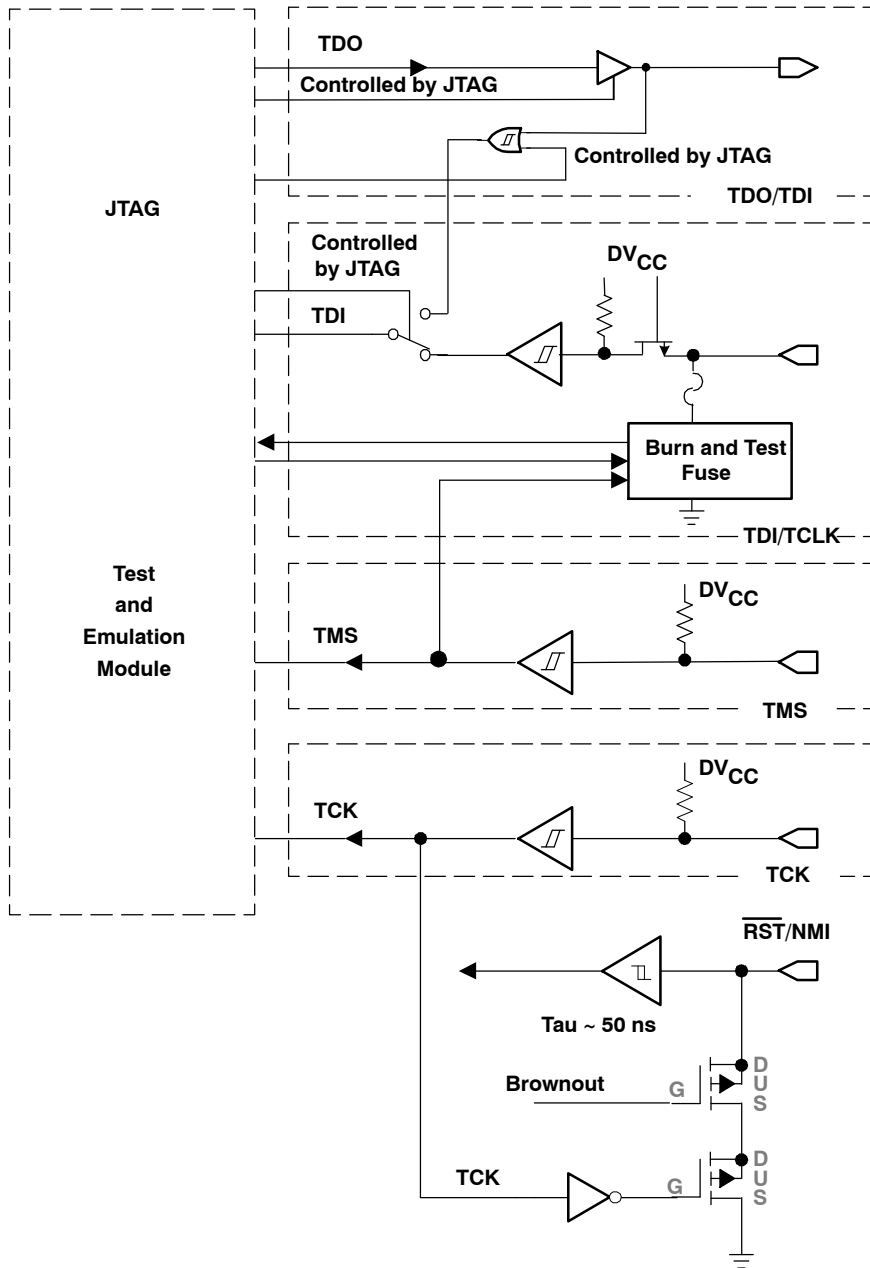 TDO
Controlled by JTAG
Controlled by JTAG
TDO/TDI
JTAG
Controlled
by JTAG
TDI
DVCC
Burn and Test
Fuse
TDI/TCLK
Test
and
Emulation
Module
TMS
DVCC
TMS
TCK
DVCC
TCK
RST/NMI
Tau ~ 50 ns
Brownout
G
D
U
S
TCK
G
D
U
S